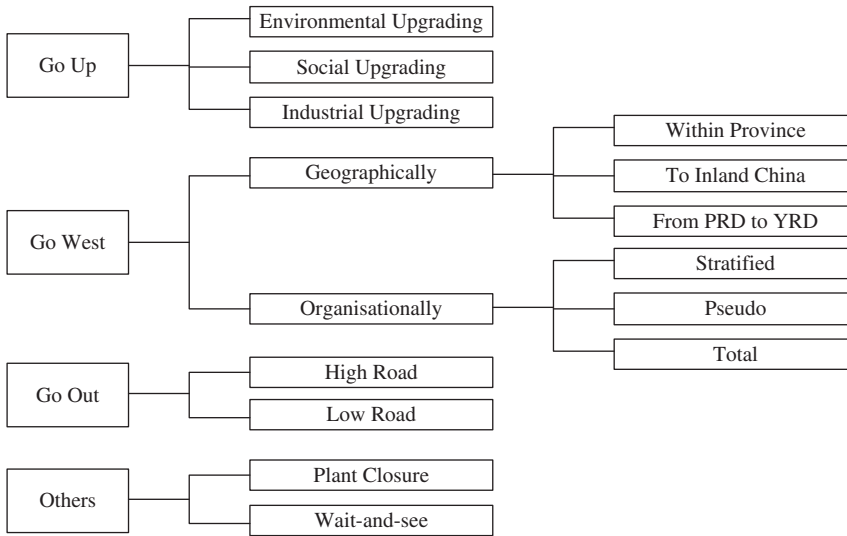 Go Up
Environmental Upgrading
Social Upgrading
Industrial Upgrading
Go West
Geographically
Within Province
To Inland China
From PRD to YRD
Organisationally
Stratified
Pseudo
Total
Go Out
High Road
Low Road
Others
Plant Closure
Wait-and-see